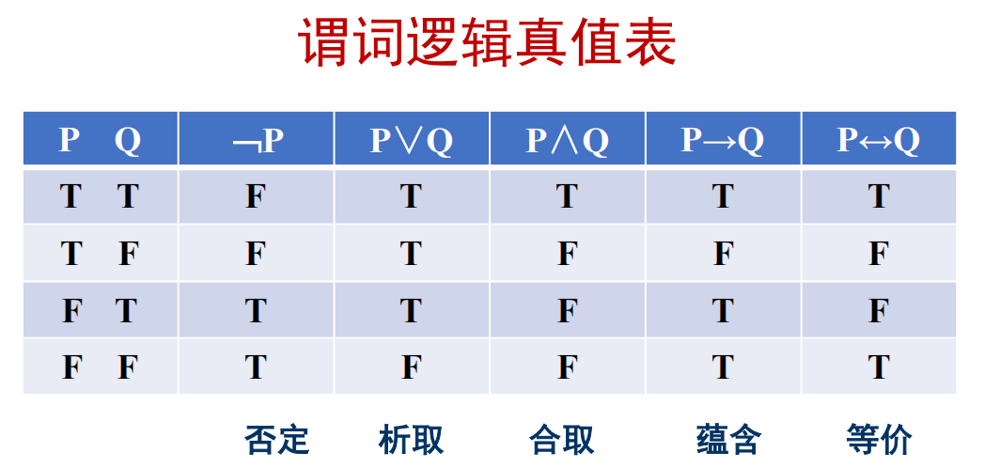 谓词逻辑真值表
P Q ¬P P∨Q P∧Q P→Q P↔Q
T T F T T T T
T F F T F F F
F T T T F T F
F F T F F T T
否定 析取 合取 蕴含 等价